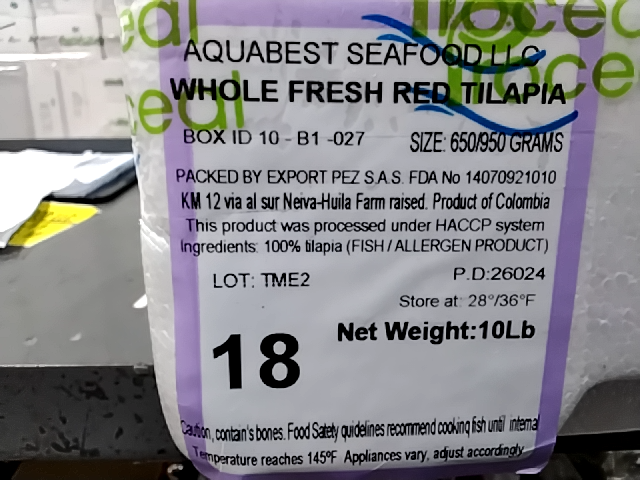 AQUABEST SEAFOOD LLC
WHOLE FRESH RED TILAPIA
BOX ID 10 - B1 -027 SIZE: 650/950 GRAMS
PACKED BY EXPORT PEZ S.A.S. FDA No 14070921010
KM 12 via al sur Neiva-Huila Farm raised. Product of Colombia
This product was processed under HACCP system
Ingredients: 100% tilapia (FISH / ALLERGEN PRODUCT)
LOT: TME2 P.D:26024
Store at: 28°/36°F
18 Net Weight:10Lb
Caution, contain's bones. Food Safety guidelines recommend cooking fish until internal
Temperature reaches 145ºF Appliances vary, adjust accordingly